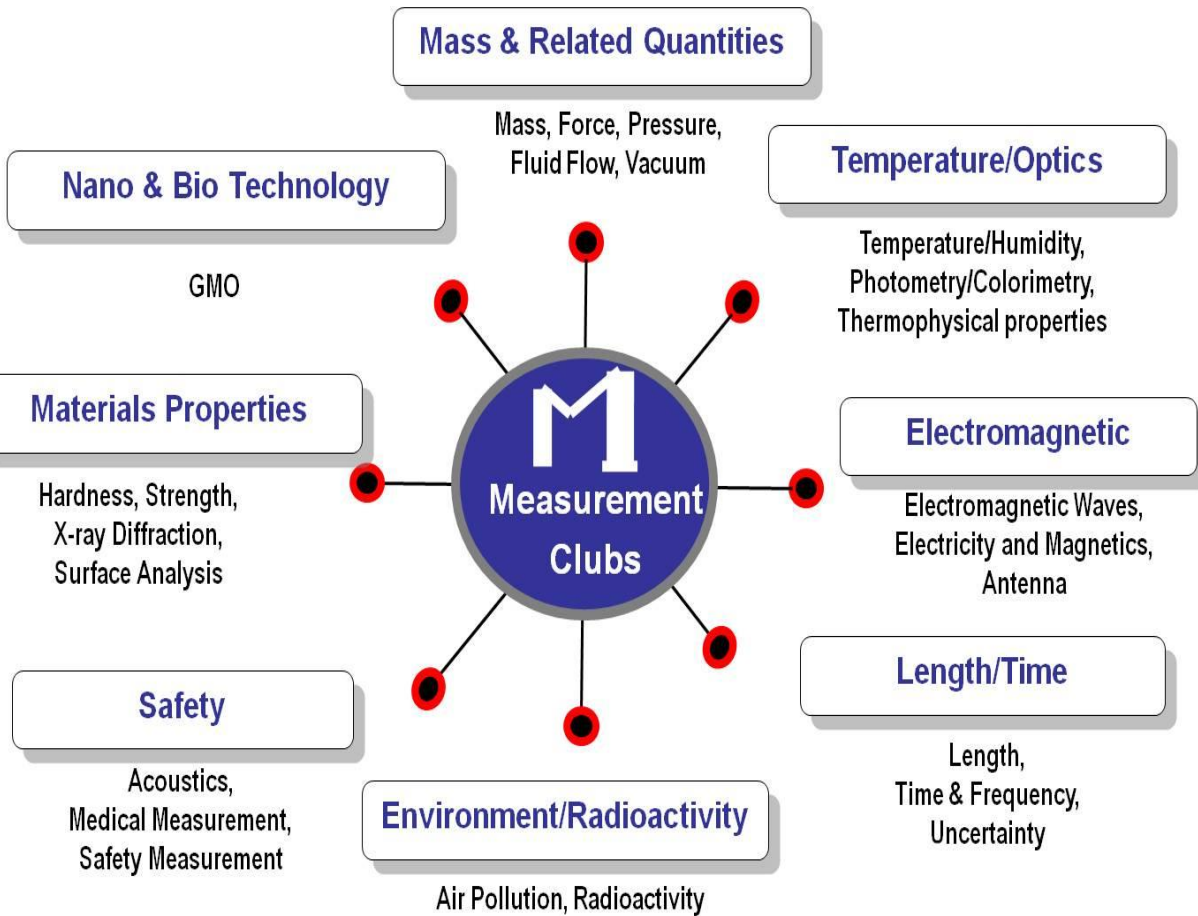 Mass & Related Quantities
Mass, Force, Pressure,
Fluid Flow, Vacuum
Temperature/Optics
Temperature/Humidity,
Photometry/Colorimetry,
Thermophysical properties
Nano & Bio Technology
GMO
Materials Properties
Hardness, Strength,
X-ray Diffraction,
Surface Analysis
M
Measurement
Clubs
Electromagnetic
Electromagnetic Waves,
Electricity and Magnetics,
Antenna
Safety
Acoustics,
Medical Measurement,
Safety Measurement
Environment/Radioactivity
Air Pollution, Radioactivity
Length/Time
Length,
Time & Frequency,
Uncertainty